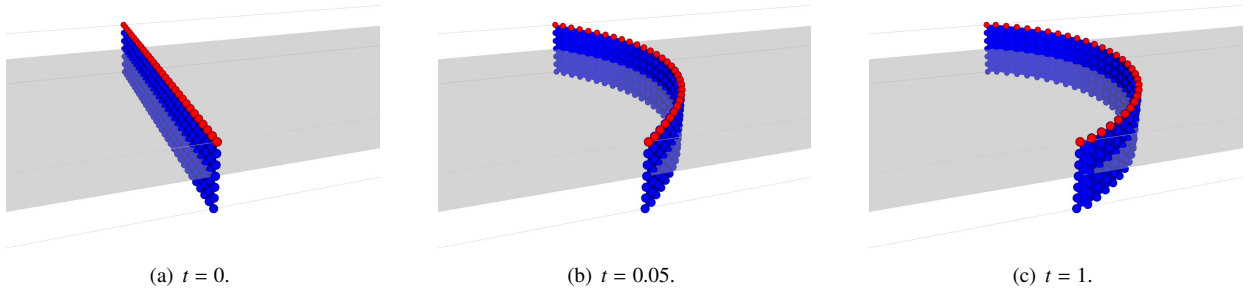 (a) t = 0.
(b) t = 0.05.
(c) t = 1.